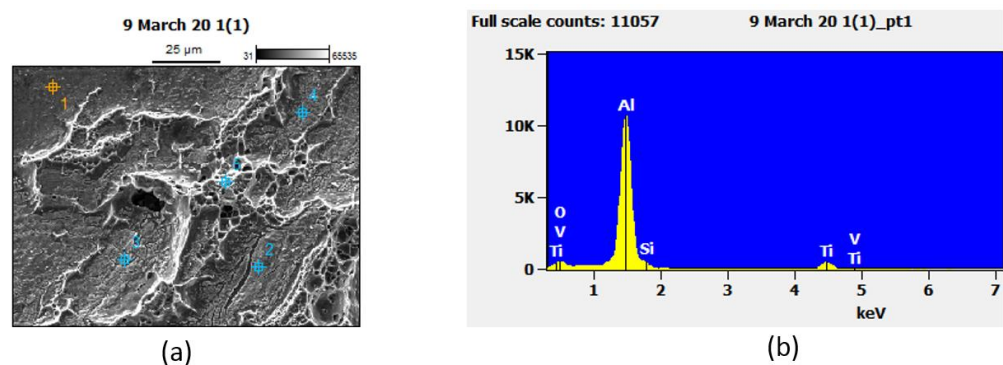 9 March 20 1(1)
25 µm
31 65535
1
4
5
3
2
(a)
Full scale counts: 11057 9 March 20 1(1)_pt1
15K
Al
10K
5K
O
V
Ti Si Ti V
Ti
0
1 2 3 4 5 6 7
keV
(b)